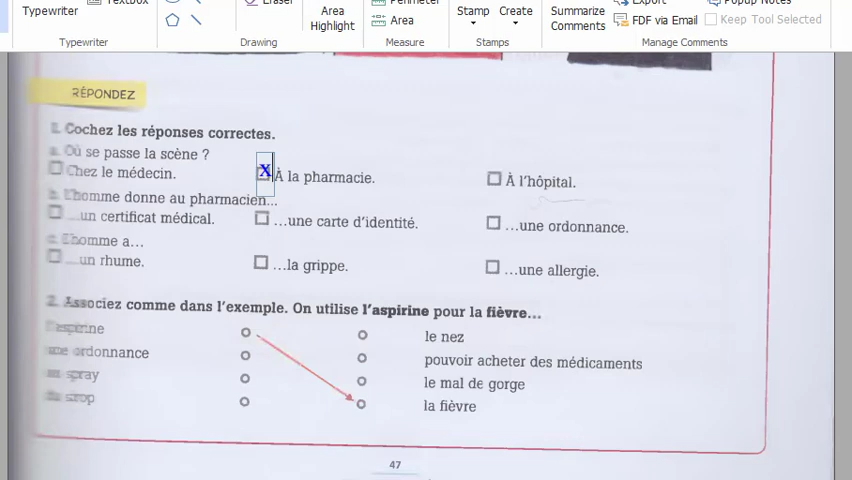 Typewriter
Textbox
Eraser
Area
Highlight
Perimeter
Area
Stamp
Create
Summarize
Comments
Export
FDF via Email
Popup Notes
Keep Tool Selected
Typewriter
Drawing
Measure
Stamps
Manage Comments
RÉPONDEZ
1. Cochez les réponses correctes.
a. Où se passe la scène ?
Chez le médecin.
X
À la pharmacie.
À l'hôpital.
b. L'homme donne au pharmacien...
...un certificat médical.
...une carte d'identité.
...une ordonnance.
c. L'homme a...
...un rhume.
...la grippe.
...une allergie.
2. Associez comme dans l'exemple. On utilise l'aspirine pour la fièvre...
l'aspirine
une ordonnance
un spray
du sirop
le nez
pouvoir acheter des médicaments
le mal de gorge
la fièvre
47